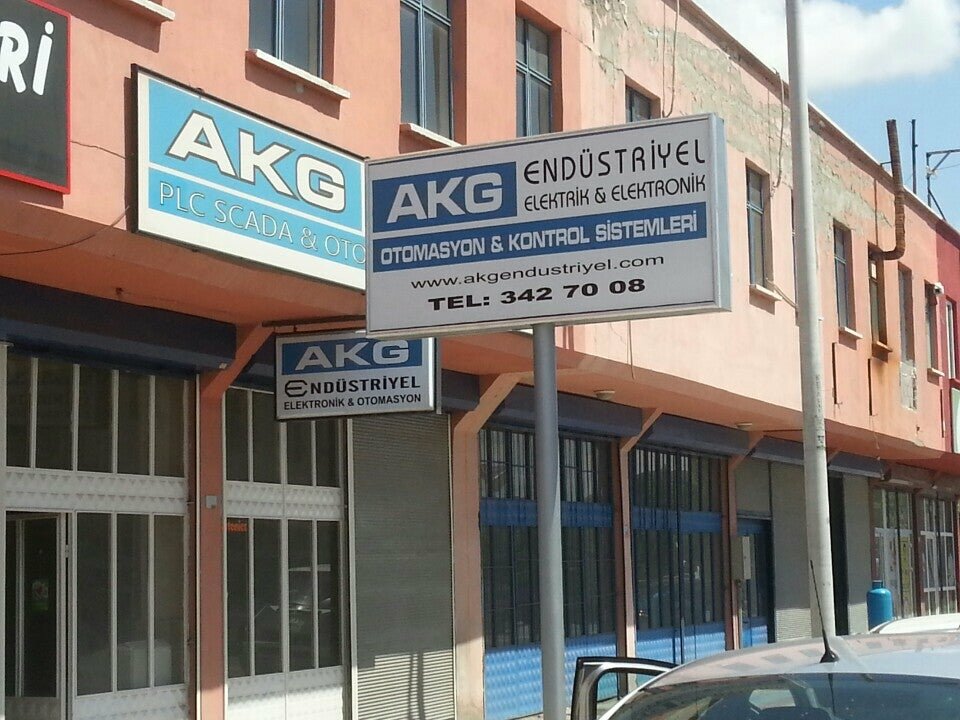 Rİ
AKG
PLC SCADA & OTO
AKG
ENDÜSTRİYEL
ELEKTRİK & ELEKTRONİK
OTOMASYON & KONTROL SİSTEMLERİ
www.akgendustriyel.com
TEL: 342 70 08
AKG
ENDÜSTRİYEL
ELEKTRONİK & OTOMASYON